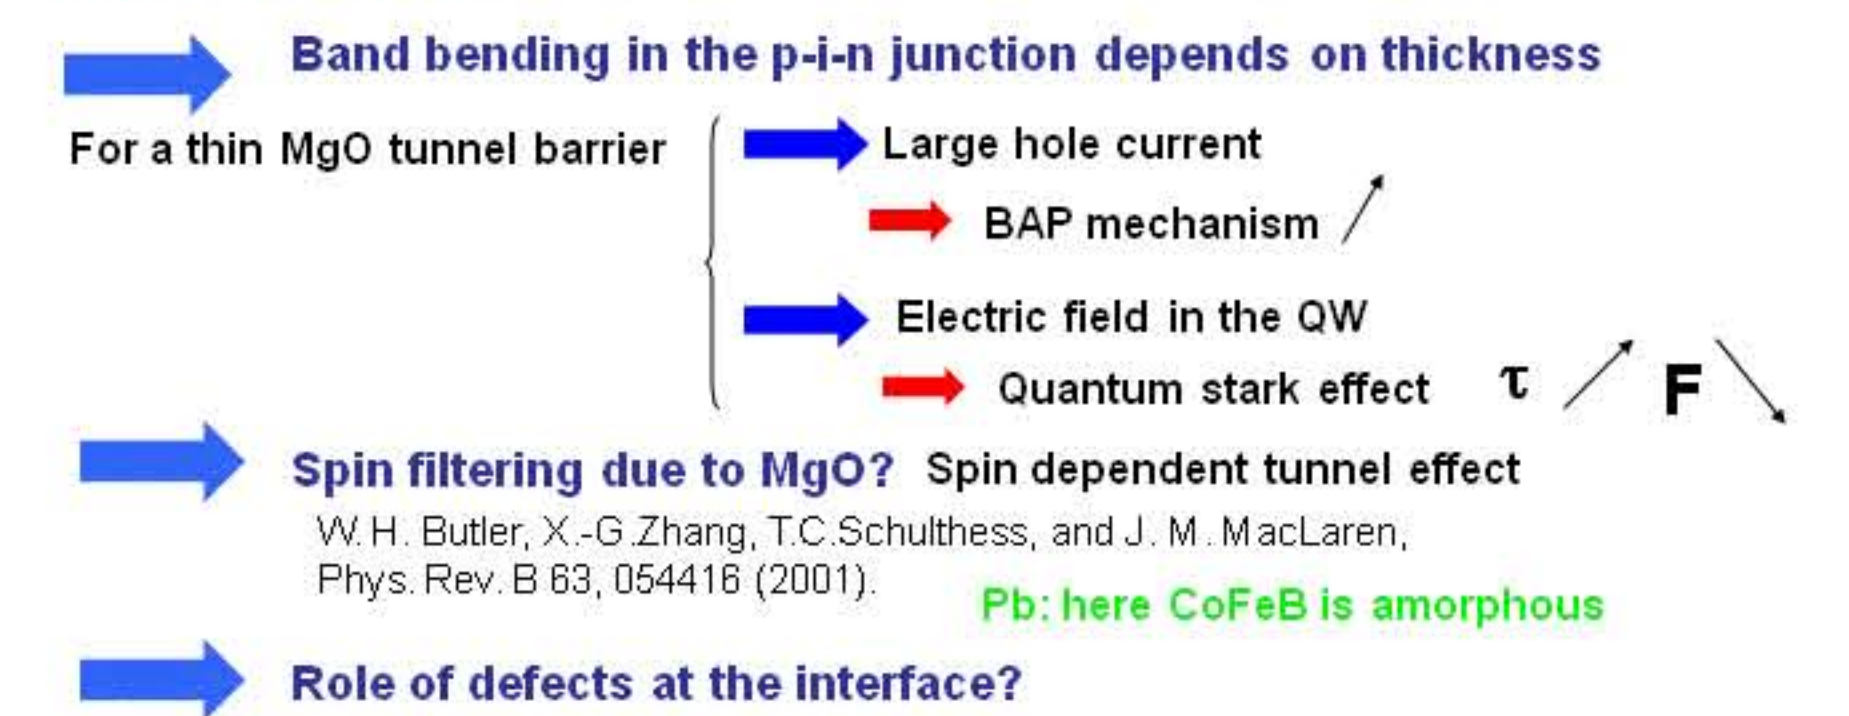 Band bending in the p-i-n junction depends on thickness
For a thin MgO tunnel barrier
Large hole current
BAP mechanism
Electric field in the QW
Quantum stark effect τ F
Spin filtering due to MgO? Spin dependent tunnel effect
W. H. Butler, X.-G.Zhang, T.C.Schulthess, and J. M. MacLaren,
Phys. Rev. B 63, 054416 (2001).
Pb: here CoFeB is amorphous
Role of defects at the interface?